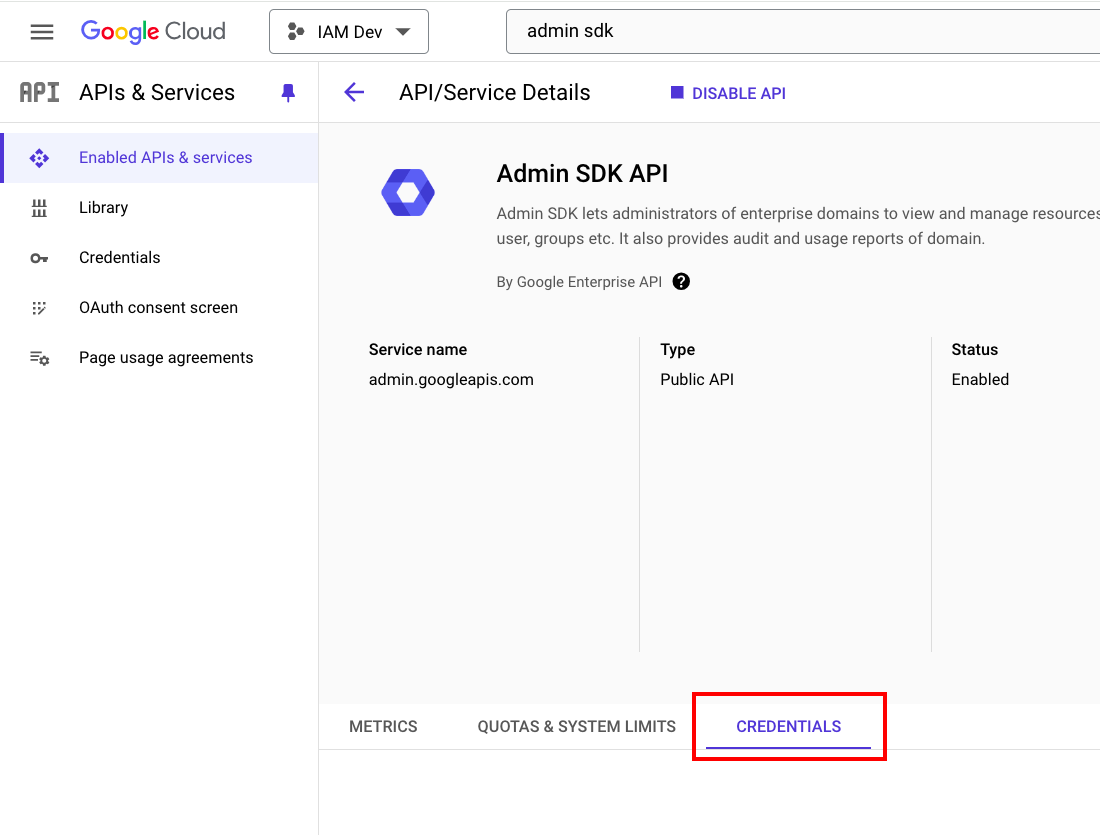 Google Cloud
IAM Dev
admin sdk
API
APIs & Services
API/Service Details
DISABLE API
Enabled APIs & services
Library
Credentials
OAuth consent screen
Page usage agreements
Admin SDK API
Admin SDK lets administrators of enterprise domains to view and manage resources
user, groups etc. It also provides audit and usage reports of domain.
By Google Enterprise API ?
Service name
admin.googleapis.com
Type
Public API
Status
Enabled
METRICS
QUOTAS & SYSTEM LIMITS
CREDENTIALS